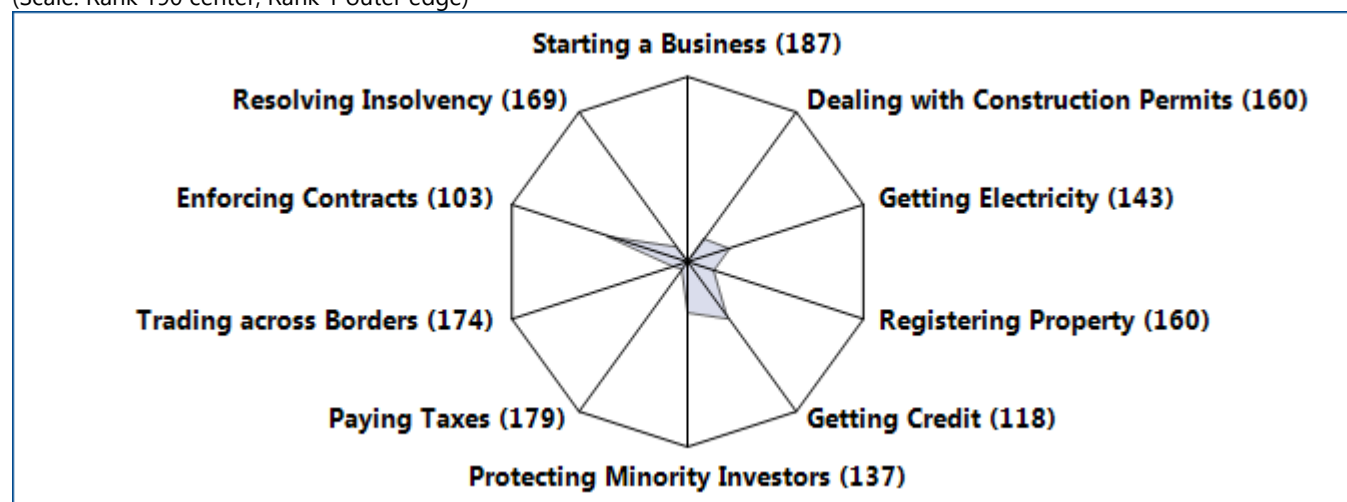 (Scale: Rank 190 center, Rank 1 outer edge)
Starting a Business (187)
Resolving Insolvency (169)
Dealing with Construction Permits (160)
Enforcing Contracts (103)
Getting Electricity (143)
Trading across Borders (174)
Registering Property (160)
Paying Taxes (179)
Getting Credit (118)
Protecting Minority Investors (137)